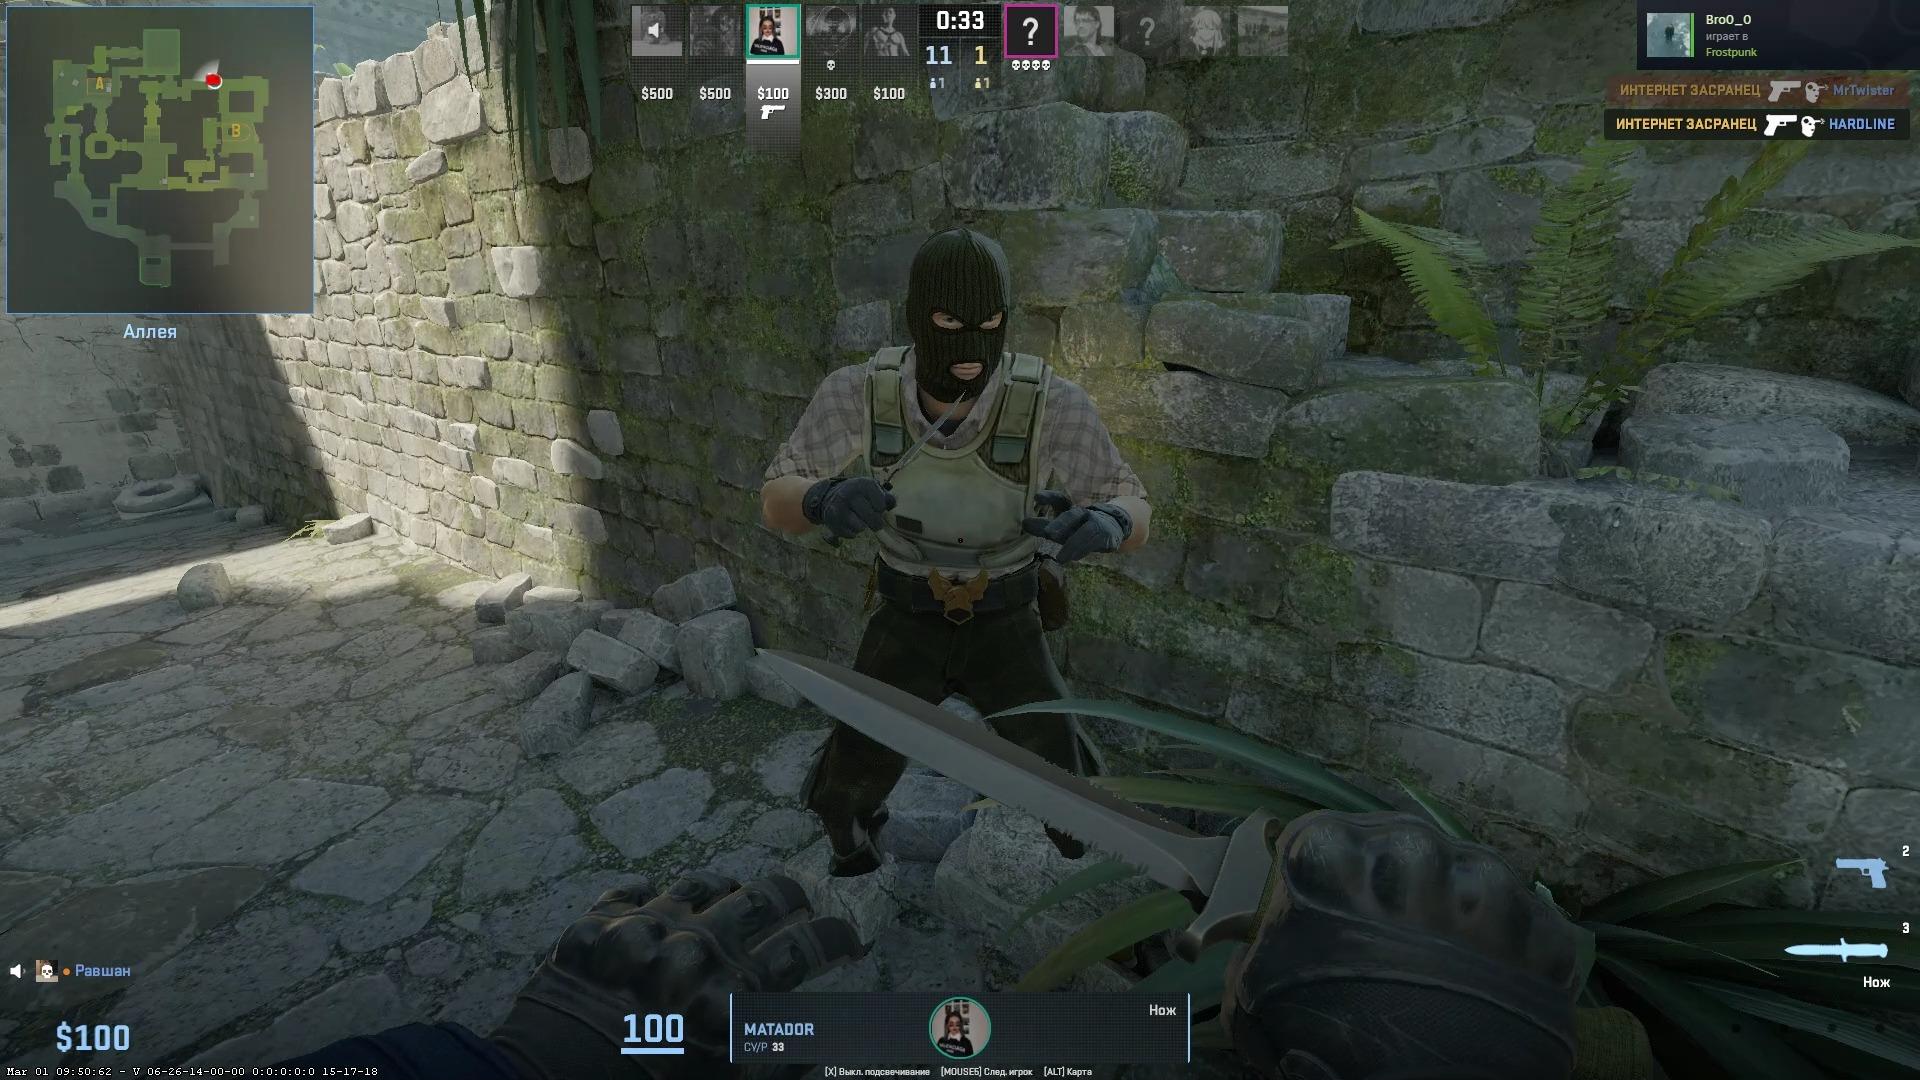 0:33
11 1
1 1
$500 $500 $100 $300 $100
A
B
Аллея
BroO_O
играет в
Frostpunk
ИНТЕРНЕТ ЗАСРАНЕЦ MrTwister
ИНТЕРНЕТ ЗАСРАНЕЦ HARDLINE
2
3
Нож
Равшан
$100
100
MATADOR
СУ/Р 33
Нож
[X] Выкл. подсвечивание [MOUSE5] След. игрок [ALT] Карта
Mar 01 09:50:62 - V 06-26-14-00-00 0:0:0:0:0 15-17-18